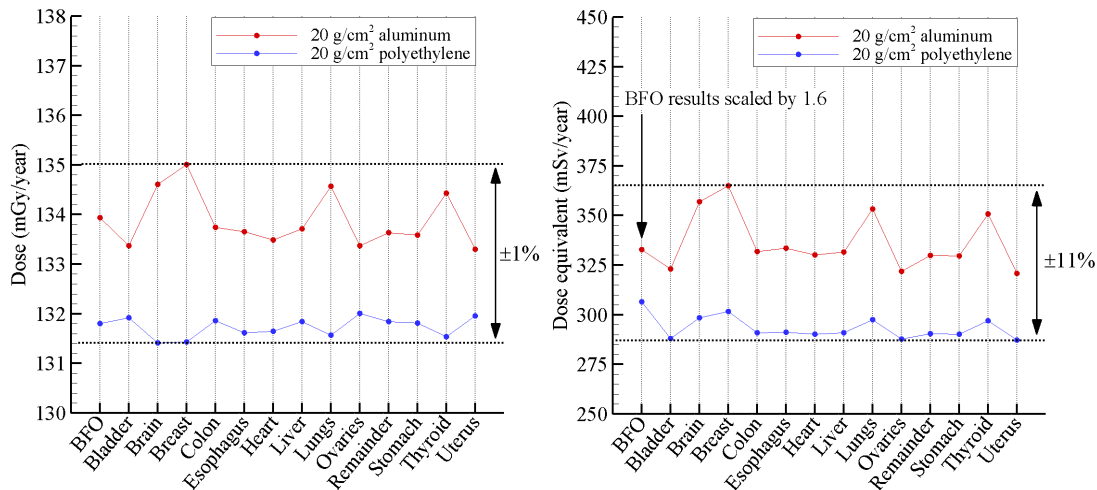 138
137
136
135
134
133
132
131
130
Dose (mGy/year)
20 g/cm² aluminum
20 g/cm² polyethylene
±1%
BFO
Bladder
Brain
Breast
Colon
Esophagus
Heart
Liver
Lungs
Ovaries
Remainder
Stomach
Thyroid
Uterus
450
425
400
375
350
325
300
275
250
Dose equivalent (mSv/year)
20 g/cm² aluminum
20 g/cm² polyethylene
BFO results scaled by 1.6
±11%
BFO
Bladder
Brain
Breast
Colon
Esophagus
Heart
Liver
Lungs
Ovaries
Remainder
Stomach
Thyroid
Uterus